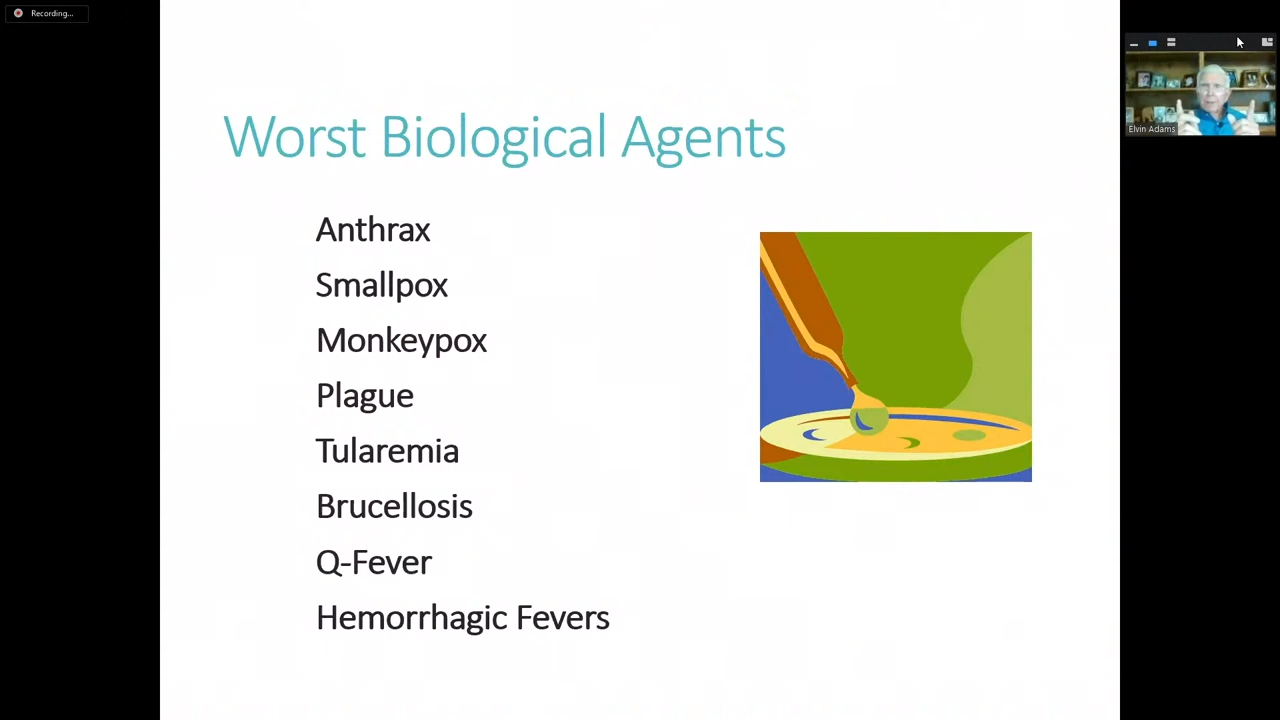 Recording...
Worst Biological Agents
Anthrax
Smallpox
Monkeypox
Plague
Tularemia
Brucellosis
Q-Fever
Hemorrhagic Fevers
Elvin Adams